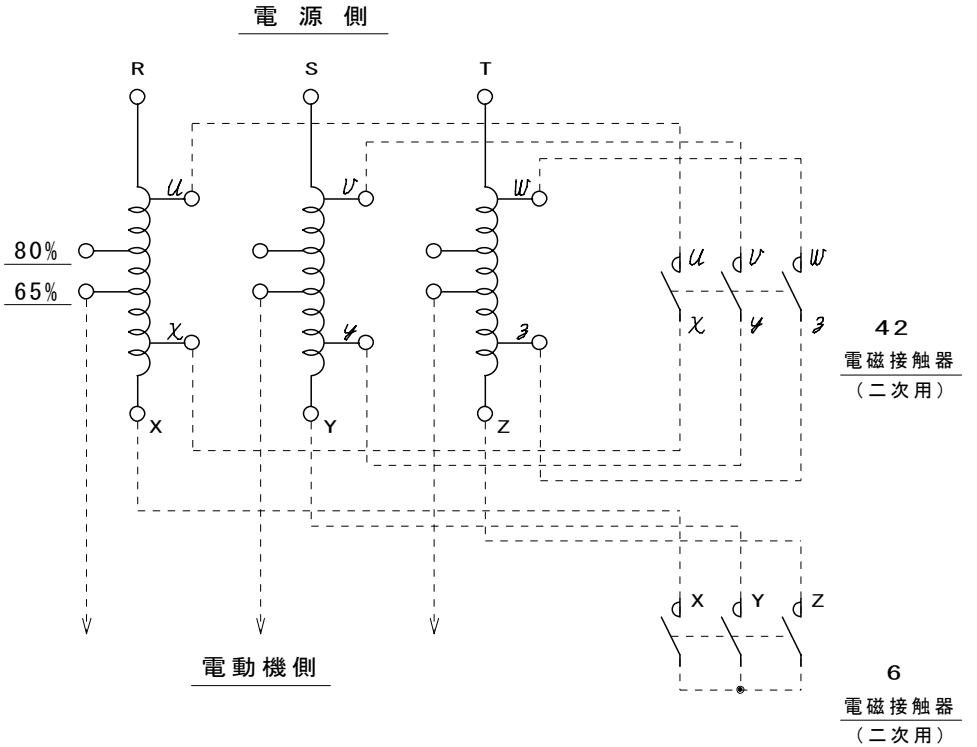 電源側
R S T
u v w
80%
65%
u v w
x y z
x y z
42
電磁接触器
(二次用)
X Y Z
X Y Z
電動機側
6
電磁接触器
(二次用)